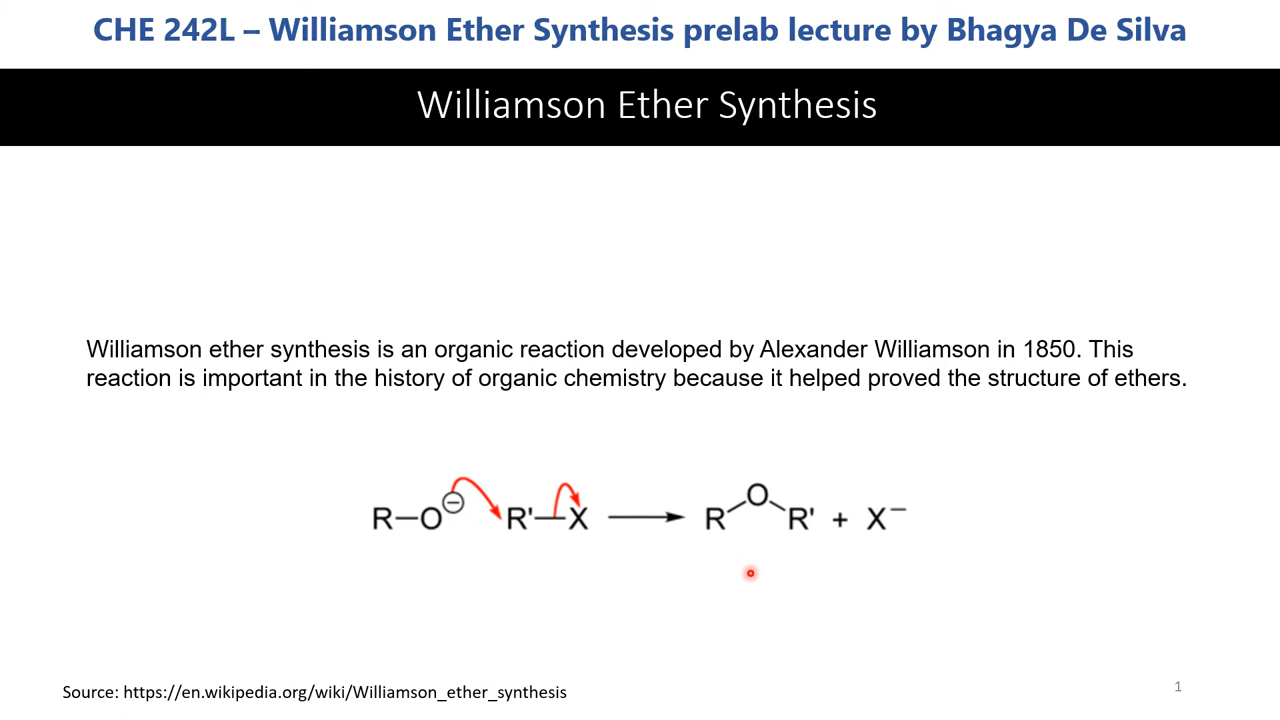 CHE 242L – Williamson Ether Synthesis prelab lecture by Bhagya De Silva
Williamson Ether Synthesis
Williamson ether synthesis is an organic reaction developed by Alexander Williamson in 1850. This
reaction is important in the history of organic chemistry because it helped proved the structure of ethers.
R–O⊖ R'–X ⟶ R–O–R' + X⁻
Source: https://en.wikipedia.org/wiki/Williamson_ether_synthesis
1